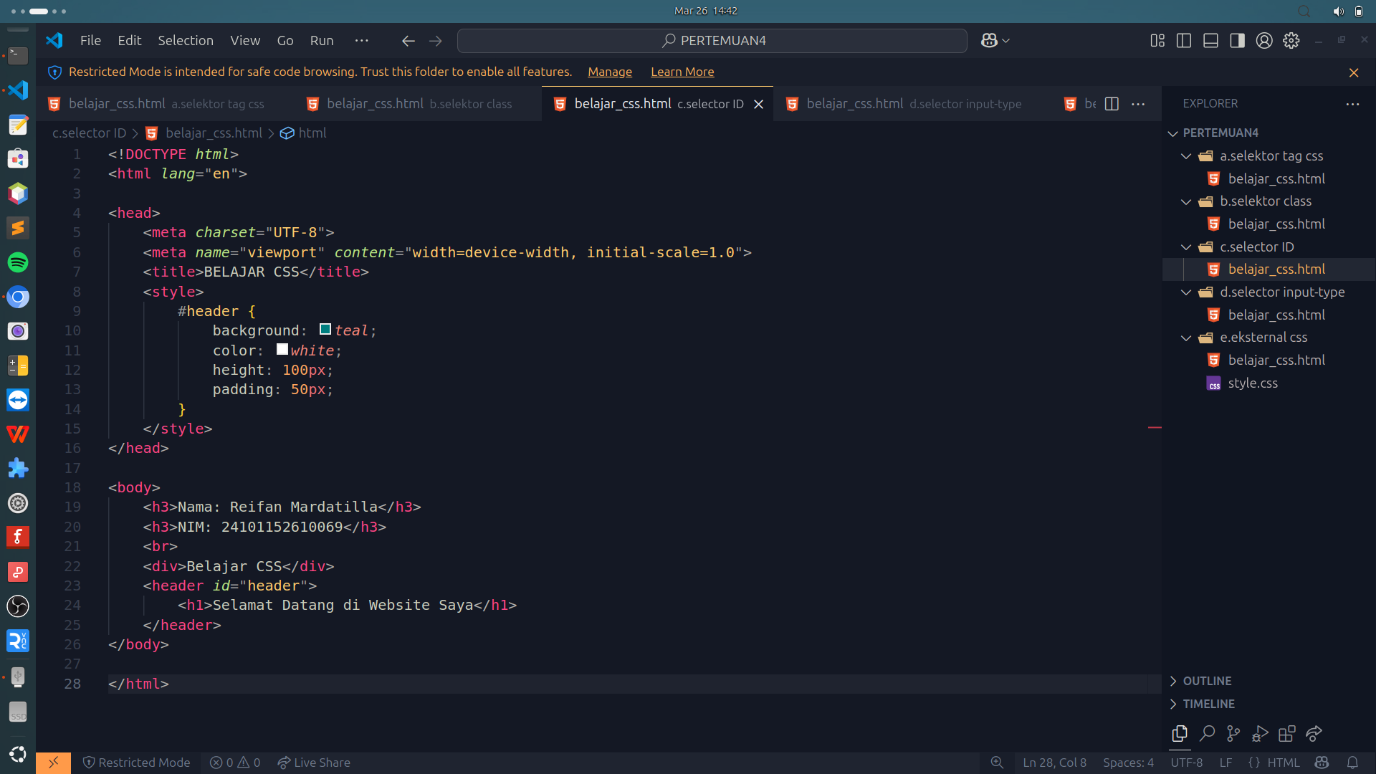 Mar 26 14:42
File Edit Selection View Go Run ··· PERTEMUAN4
Restricted Mode is intended for safe code browsing. Trust this folder to enable all features. Manage Learn More
belajar_css.html a.selektor tag css belajar_css.html b.selektor class belajar_css.html c.selector ID belajar_css.html d.selector input-type be
c.selector ID > belajar_css.html > html
1 <!DOCTYPE html>
2 <html lang="en">
3
4 <head>
5 <meta charset="UTF-8">
6 <meta name="viewport" content="width=device-width, initial-scale=1.0">
7 <title>BELAJAR CSS</title>
8 <style>
9 #header {
10 background: teal;
11 color: white;
12 height: 100px;
13 padding: 50px;
14 }
15 </style>
16 </head>
17
18 <body>
19 <h3>Nama: Reifan Mardatilla</h3>
20 <h3>NIM: 24101152610069</h3>
21 <br>
22 <div>Belajar CSS</div>
23 <header id="header">
24 <h1>Selamat Datang di Website Saya</h1>
25 </header>
26 </body>
27
28 </html>
EXPLORER
PERTEMUAN4
a.selektor tag css
belajar_css.html
b.selektor class
belajar_css.html
c.selector ID
belajar_css.html
d.selector input-type
belajar_css.html
e.eksternal css
belajar_css.html
style.css
OUTLINE
TIMELINE
Restricted Mode 0 0 Live Share Ln 28, Col 8 Spaces: 4 UTF-8 LF {} HTML